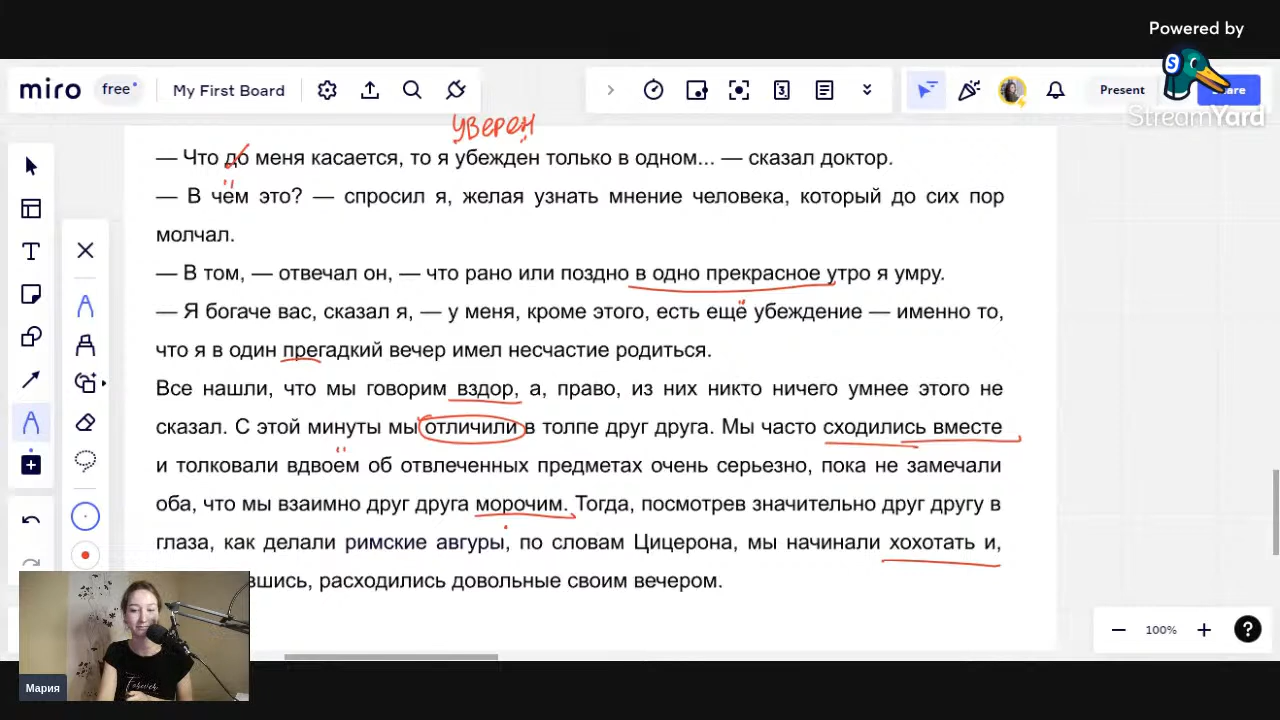 Powered by
miro free My First Board
3
Present
Share
StreamYard
уверен
— Что до меня касается, то я убежден только в одном... — сказал доктор.
— В чём это? — спросил я, желая узнать мнение человека, который до сих пор
молчал.
— В том, — отвечал он, — что рано или поздно в одно прекрасное утро я умру.
— Я богаче вас, сказал я, — у меня, кроме этого, есть ещё убеждение — именно то,
что я в один прегадкий вечер имел несчастие родиться.
Все нашли, что мы говорим вздор, а, право, из них никто ничего умнее этого не
сказал. С этой минуты мы отличили в толпе друг друга. Мы часто сходились вместе
и толковали вдвоем об отвлеченных предметах очень серьезно, пока не замечали
оба, что мы взаимно друг друга морочим. Тогда, посмотрев значительно друг другу в
глаза, как делали римские авгуры, по словам Цицерона, мы начинали хохотать и,
вшись, расходились довольные своим вечером.
Мария
Forever
100%